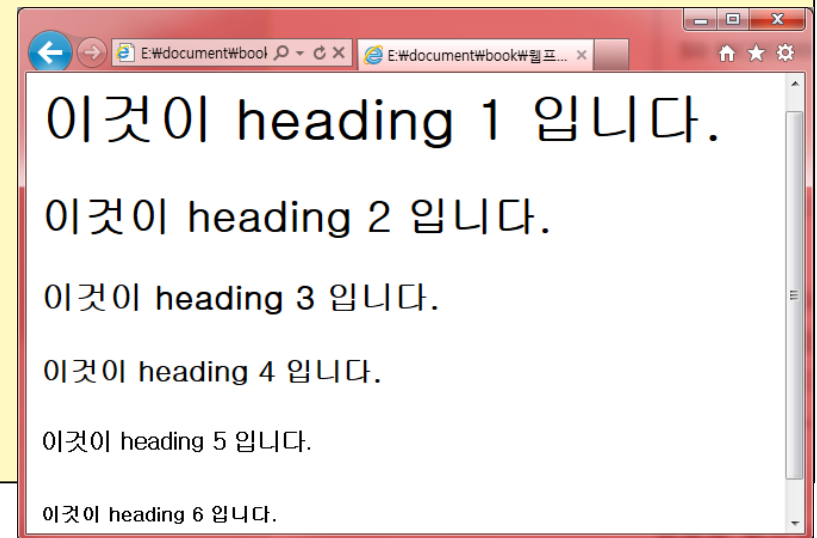 E:₩document₩bool
E:₩document₩book₩웹프...
이것이 heading 1 입니다.
이것이 heading 2 입니다.
이것이 heading 3 입니다.
이것이 heading 4 입니다.
이것이 heading 5 입니다.
이것이 heading 6 입니다.